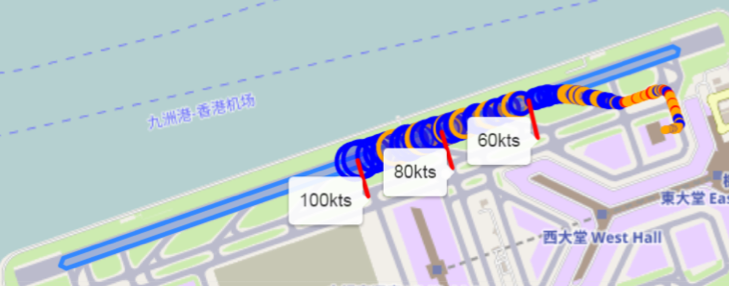 九洲港·香港机场
60kts
80kts
100kts
東大堂 Eas
西大堂 West Hall